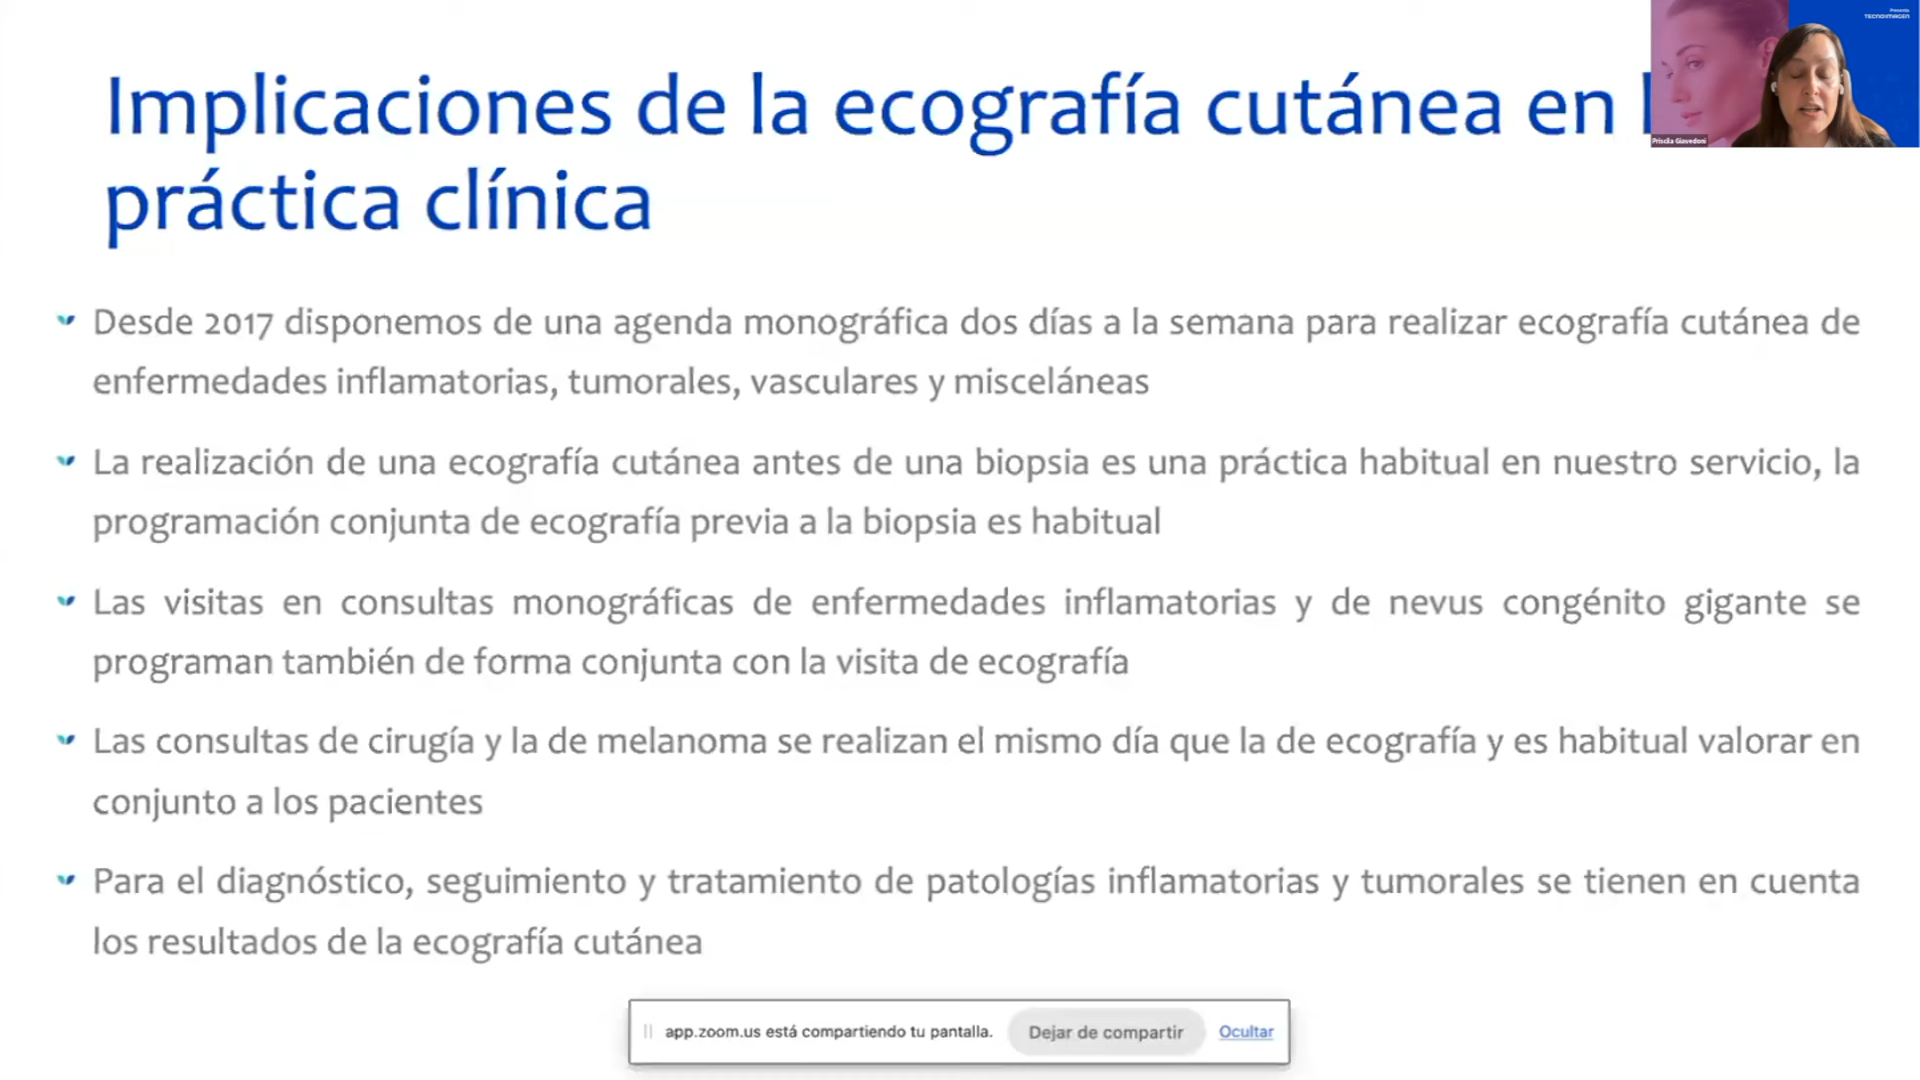 Presenta
TECNOIMAGEN
Priscila Giavedoni
Implicaciones de la ecografía cutánea en
práctica clínica
Desde 2017 disponemos de una agenda monográfica dos días a la semana para realizar ecografía cutánea de
enfermedades inflamatorias, tumorales, vasculares y misceláneas
La realización de una ecografía cutánea antes de una biopsia es una práctica habitual en nuestro servicio, la
programación conjunta de ecografía previa a la biopsia es habitual
Las visitas en consultas monográficas de enfermedades inflamatorias y de nevus congénito gigante se
programan también de forma conjunta con la visita de ecografía
Las consultas de cirugía y la de melanoma se realizan el mismo día que la de ecografía y es habitual valorar en
conjunto a los pacientes
Para el diagnóstico, seguimiento y tratamiento de patologías inflamatorias y tumorales se tienen en cuenta
los resultados de la ecografía cutánea
app.zoom.us está compartiendo tu pantalla. Dejar de compartir Ocultar